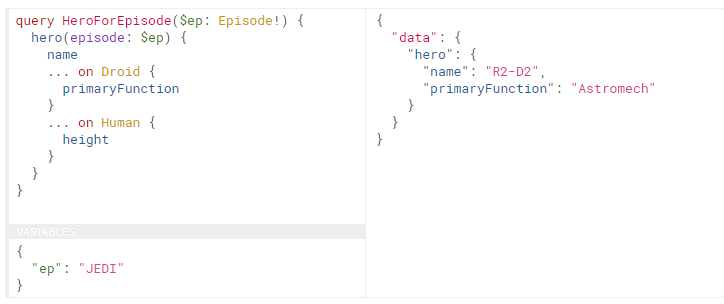 query HeroForEpisode($ep: Episode!) {
  hero(episode: $ep) {
    name
    ... on Droid {
      primaryFunction
    }
    ... on Human {
      height
    }
  }
}
VARIABLES
{
  "ep": "JEDI"
}
{
  "data": {
    "hero": {
      "name": "R2-D2",
      "primaryFunction": "Astromech"
    }
  }
}